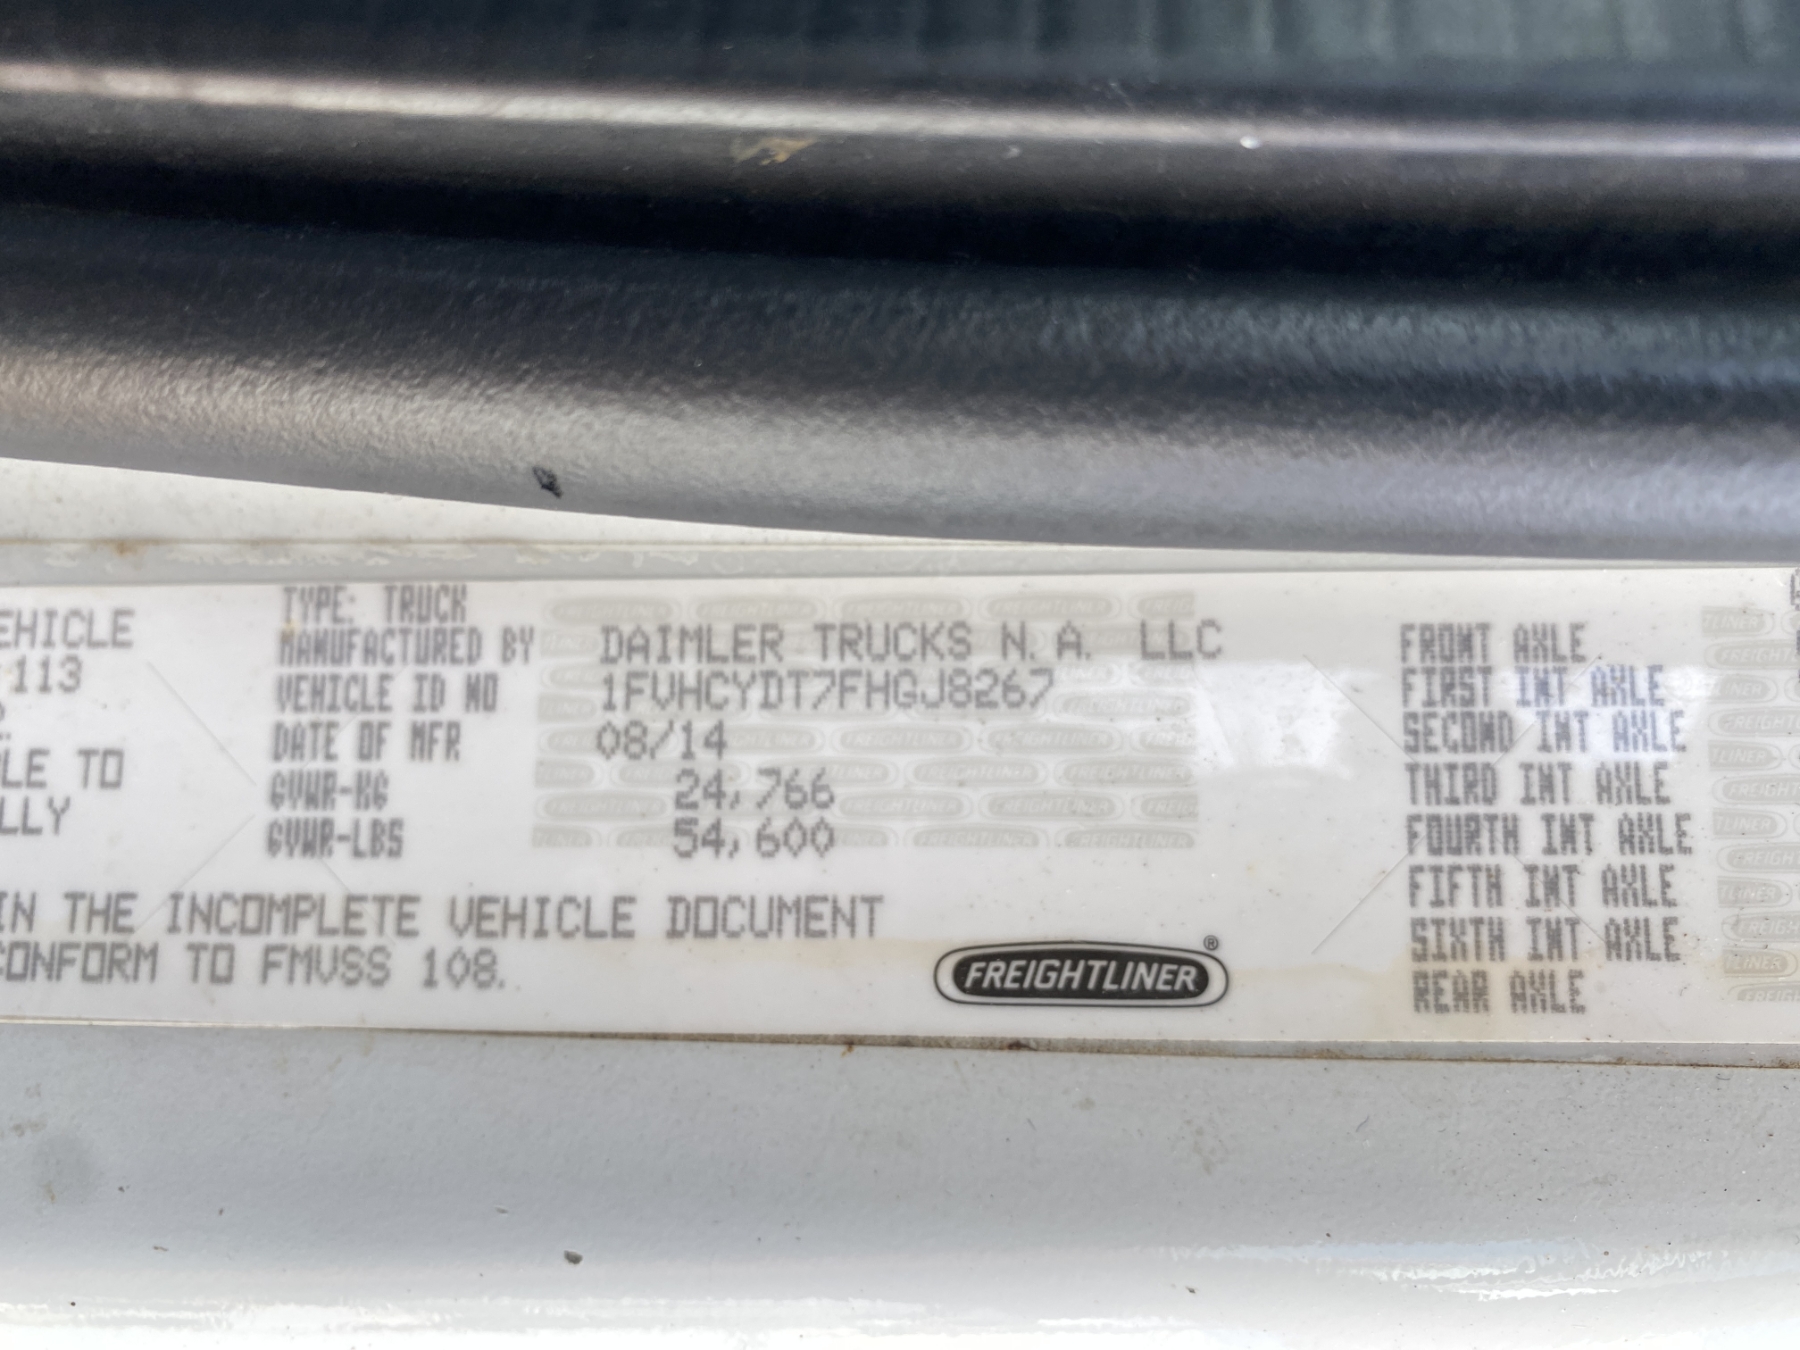 EHICLE
113
LE TO
LLY
TYPE: TRUCK
MANUFACTURED BY DAIMLER TRUCKS N. A. LLC
VEHICLE ID NO 1FVHCYDT7FHGJ8267
DATE OF MFR 08/14
GVWR-KG 24,766
GVWR-LBS 54,600
IN THE INCOMPLETE VEHICLE DOCUMENT
CONFORM TO FMVSS 108.
FREIGHTLINER®
FRONT AXLE
FIRST INT AXLE
SECOND INT AXLE
THIRD INT AXLE
FOURTH INT AXLE
FIFTH INT AXLE
SIXTH INT AXLE
REAR AXLE